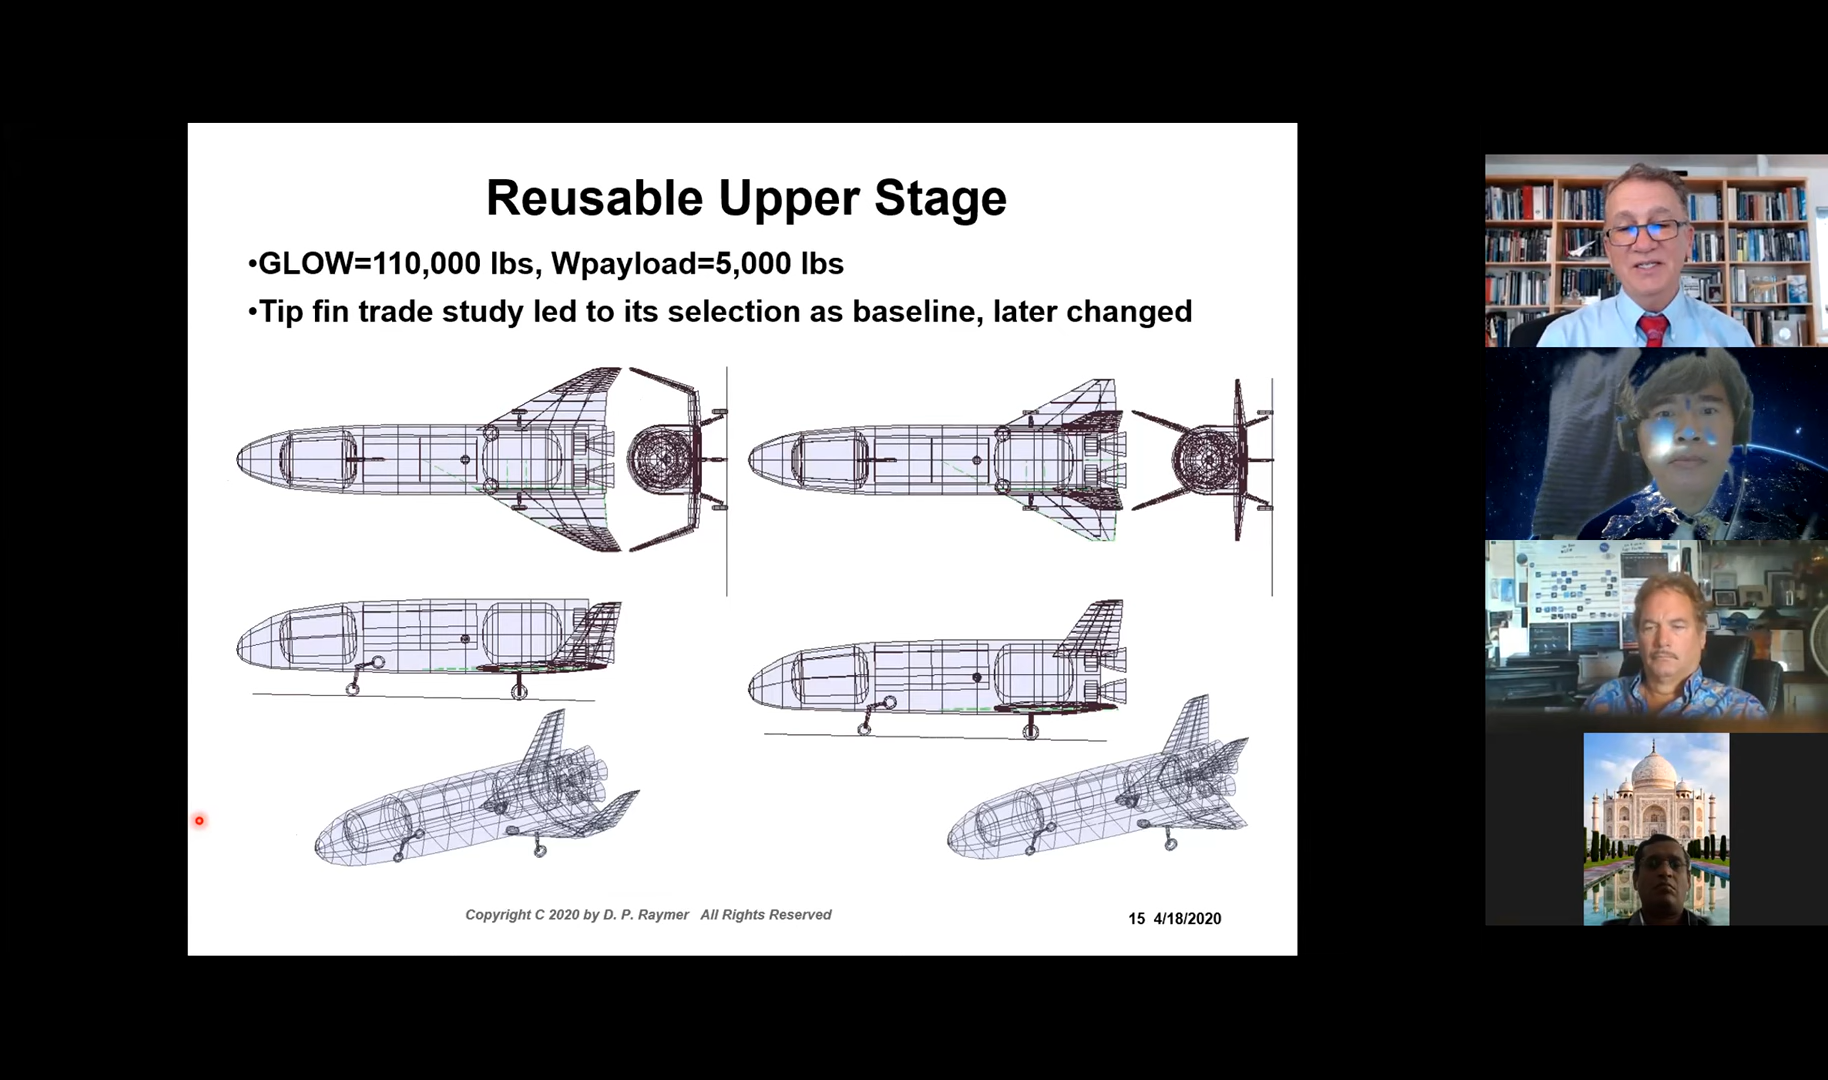 Reusable Upper Stage
•GLOW=110,000 lbs, Wpayload=5,000 lbs
•Tip fin trade study led to its selection as baseline, later changed
Copyright C 2020 by D. P. Raymer   All Rights Reserved
15  4/18/2020